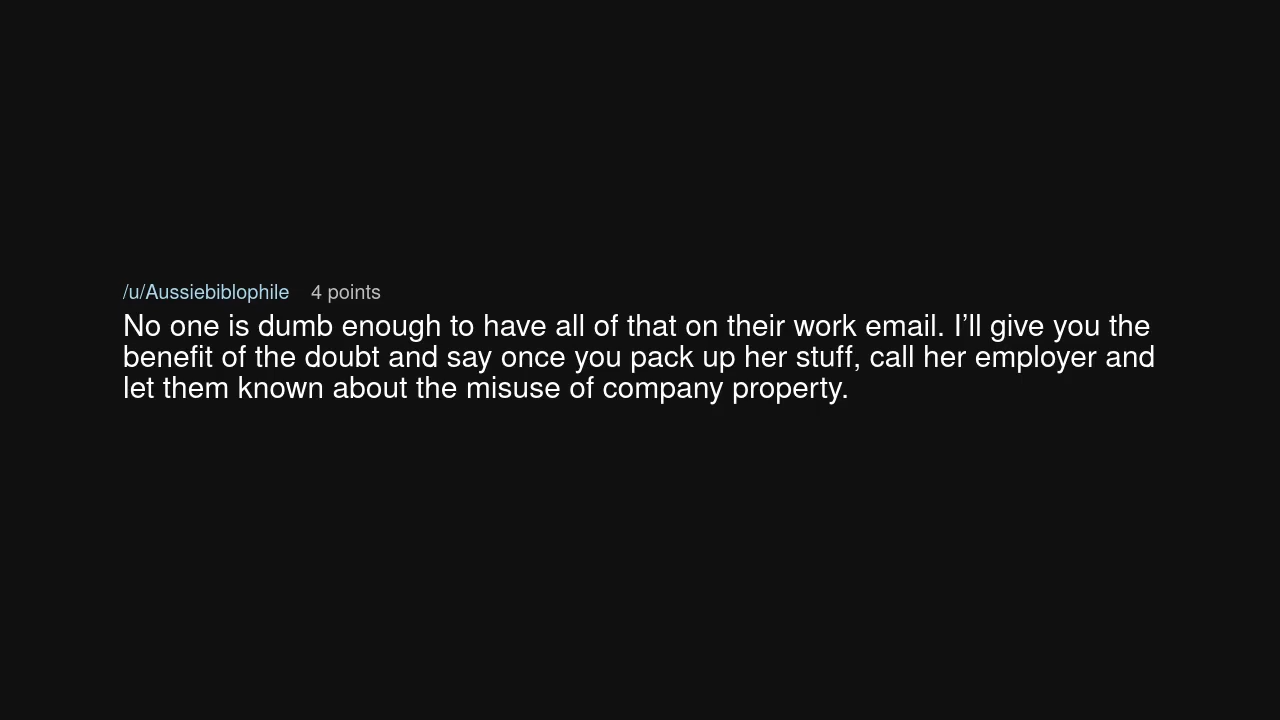 /u/Aussiebiblophile 4 points
No one is dumb enough to have all of that on their work email. I’ll give you the
benefit of the doubt and say once you pack up her stuff, call her employer and
let them known about the misuse of company property.